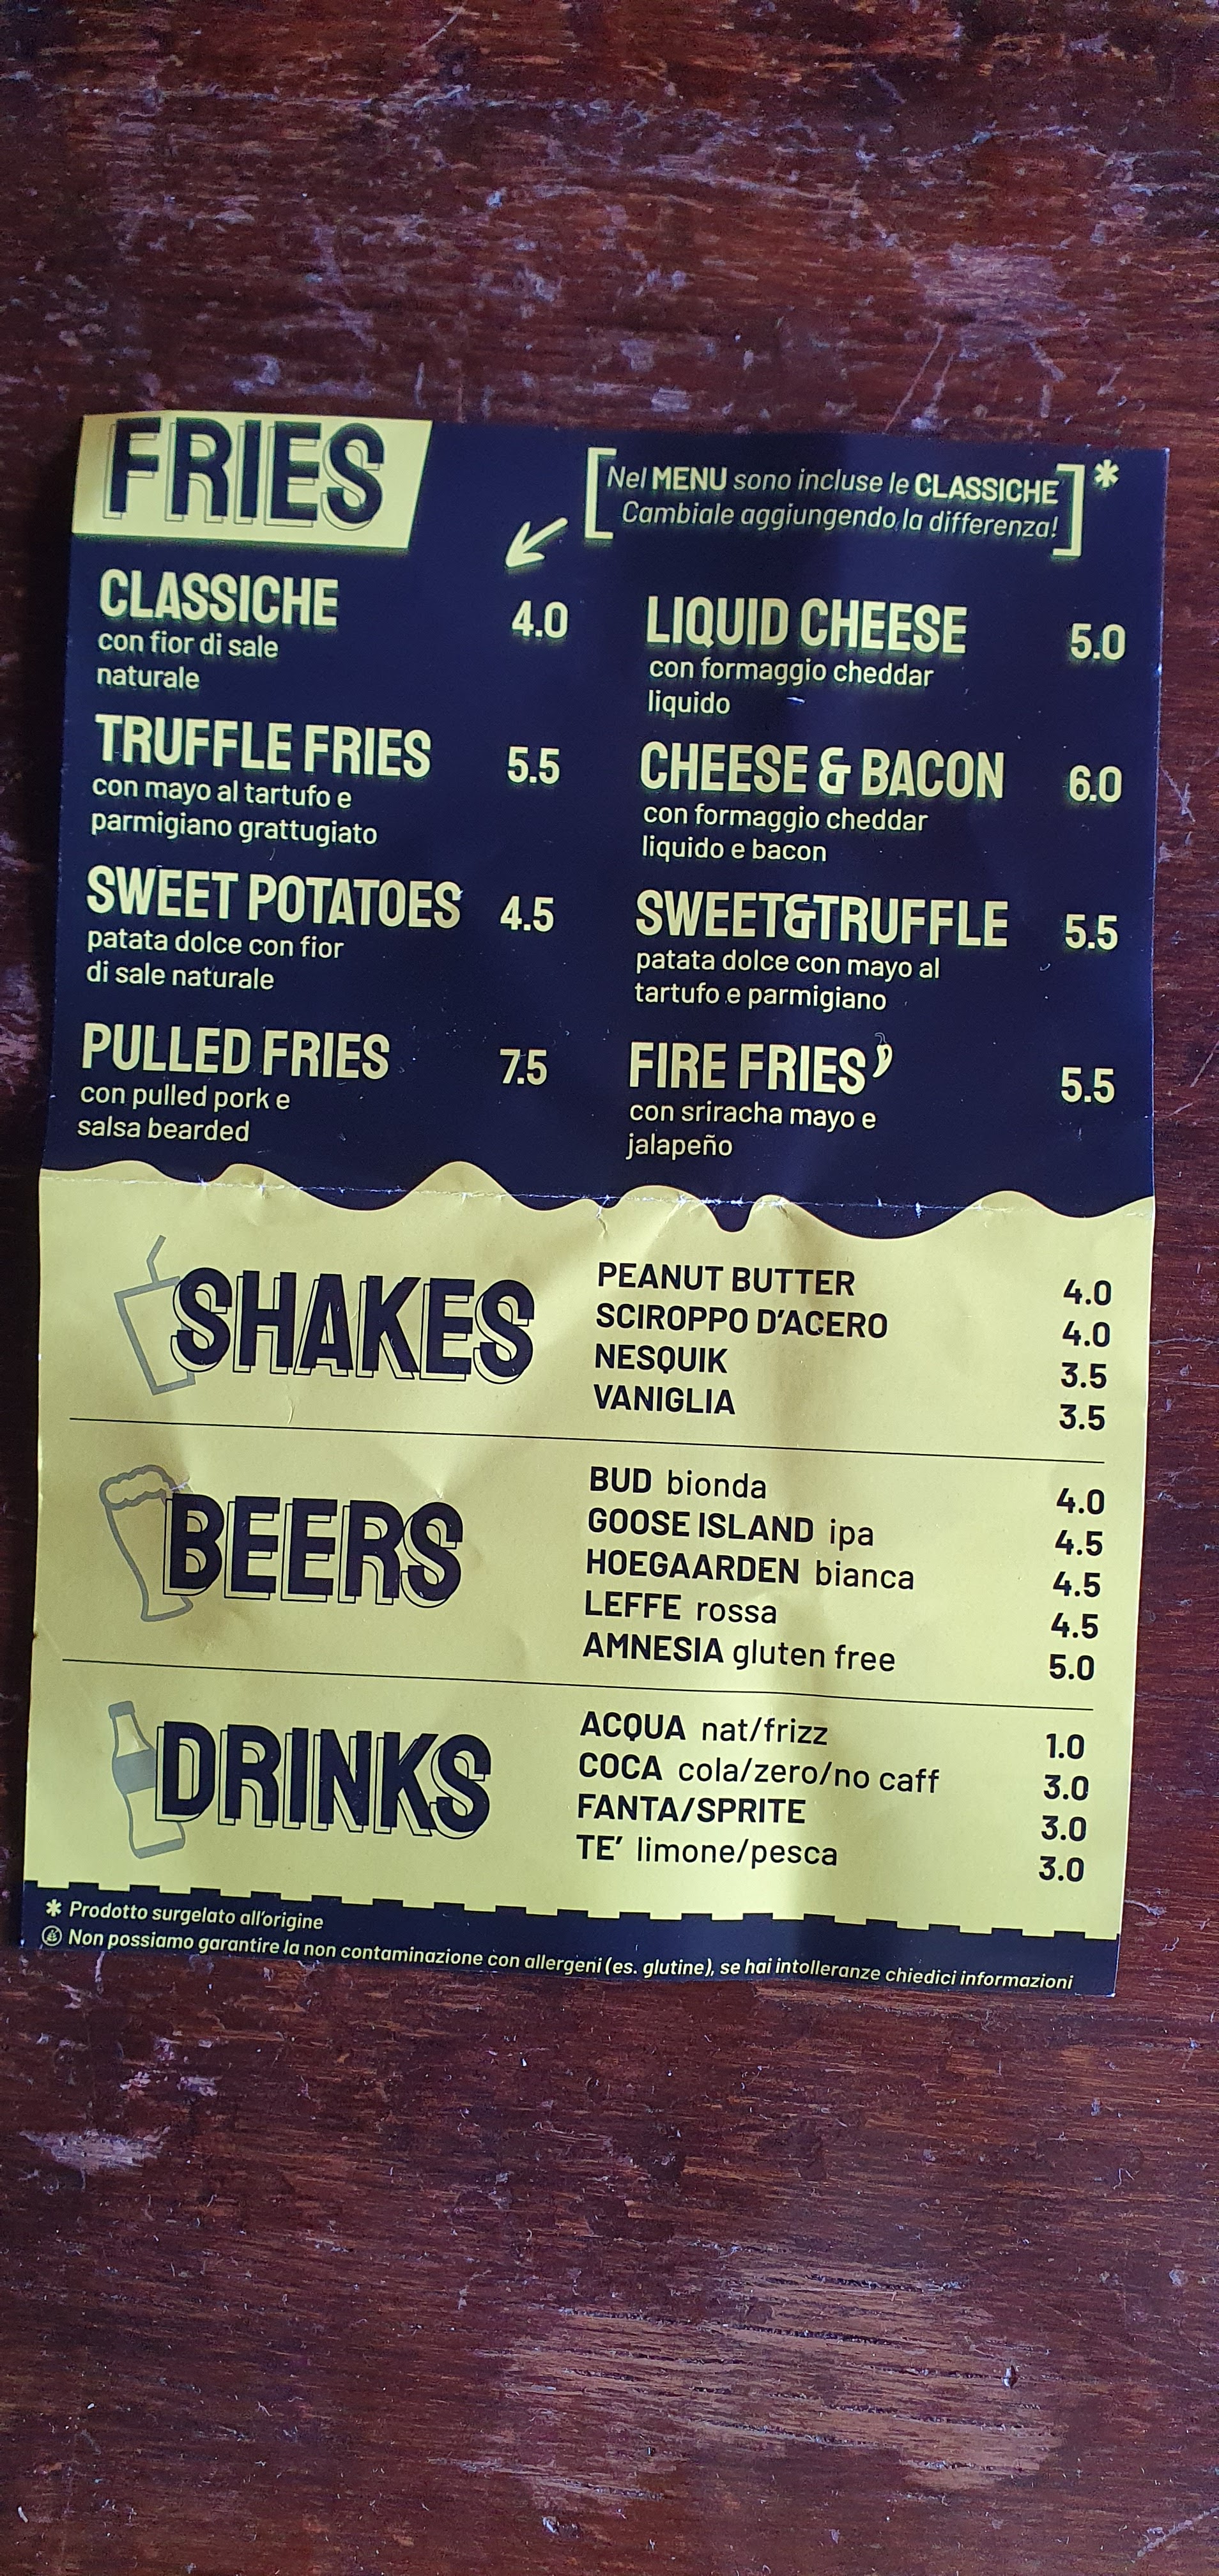 FRIES
[Nel MENU sono incluse le CLASSICHE
Cambiale aggiungendo la differenza!]*
CLASSICHE 4.0
con fior di sale
naturale
TRUFFLE FRIES 5.5
con mayo al tartufo e
parmigiano grattugiato
SWEET POTATOES 4.5
patata dolce con fior
di sale naturale
PULLED FRIES 7.5
con pulled pork e
salsa bearded
LIQUID CHEESE 5.0
con formaggio cheddar
liquido
CHEESE & BACON 6.0
con formaggio cheddar
liquido e bacon
SWEET&TRUFFLE 5.5
patata dolce con mayo al
tartufo e parmigiano
FIRE FRIES 5.5
con sriracha mayo e
jalapeño
SHAKES
PEANUT BUTTER 4.0
SCIROPPO D'ACERO 4.0
NESQUIK 3.5
VANIGLIA 3.5
BEERS
BUD bionda 4.0
GOOSE ISLAND ipa 4.5
HOEGAARDEN bianca 4.5
LEFFE rossa 4.5
AMNESIA gluten free 5.0
DRINKS
ACQUA nat/frizz 1.0
COCA cola/zero/no caff 3.0
FANTA/SPRITE 3.0
TE' limone/pesca 3.0
* Prodotto surgelato all'origine
Non possiamo garantire la non contaminazione con allergeni (es. glutine), se hai intolleranze chiedici informazioni